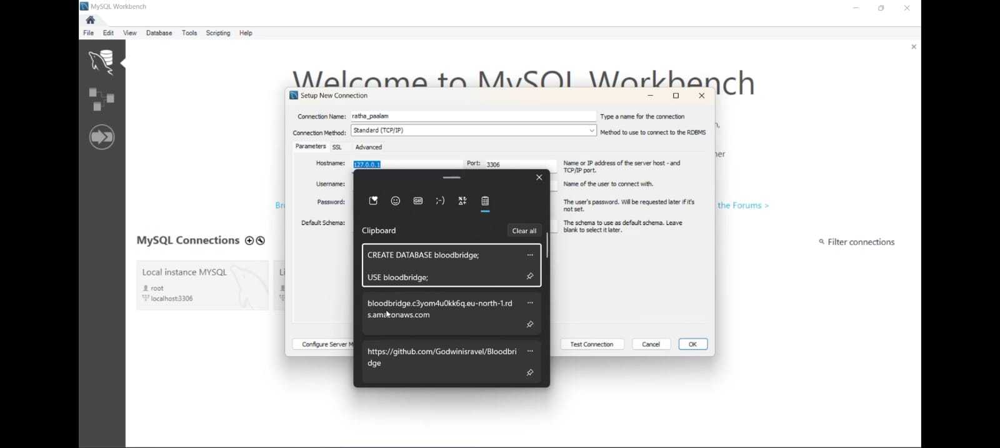 MySQL Workbench
File Edit View Database Tools Scripting Help
Welcome to MySQL Workbench
Setup New Connection
Connection Name: ratha_paalam Type a name for the connection
Connection Method: Standard (TCP/IP) Method to use to connect to the RDBMS
Parameters SSL Advanced
Hostname: 127.0.0.1 Port: 3306 Name or IP address of the server host - and
TCP/IP port.
Username: Name of the user to connect with.
Password: The user's password. Will be requested later if it's
not set.
the Forums >
Default Schema: The schema to use as default schema. Leave
blank to select it later.
GIF
;-)
Clipboard Clear all
MySQL Connections
Filter connections
CREATE DATABASE bloodbridge;
USE bloodbridge;
Local instance MYSQL
root
localhost:3306
bloodbridge.c3yom4u0kk6q.eu-north-1.rd
s.amazonaws.com
Configure Server M Test Connection Cancel OK
https://github.com/Godwinisravel/Bloodbri
dge